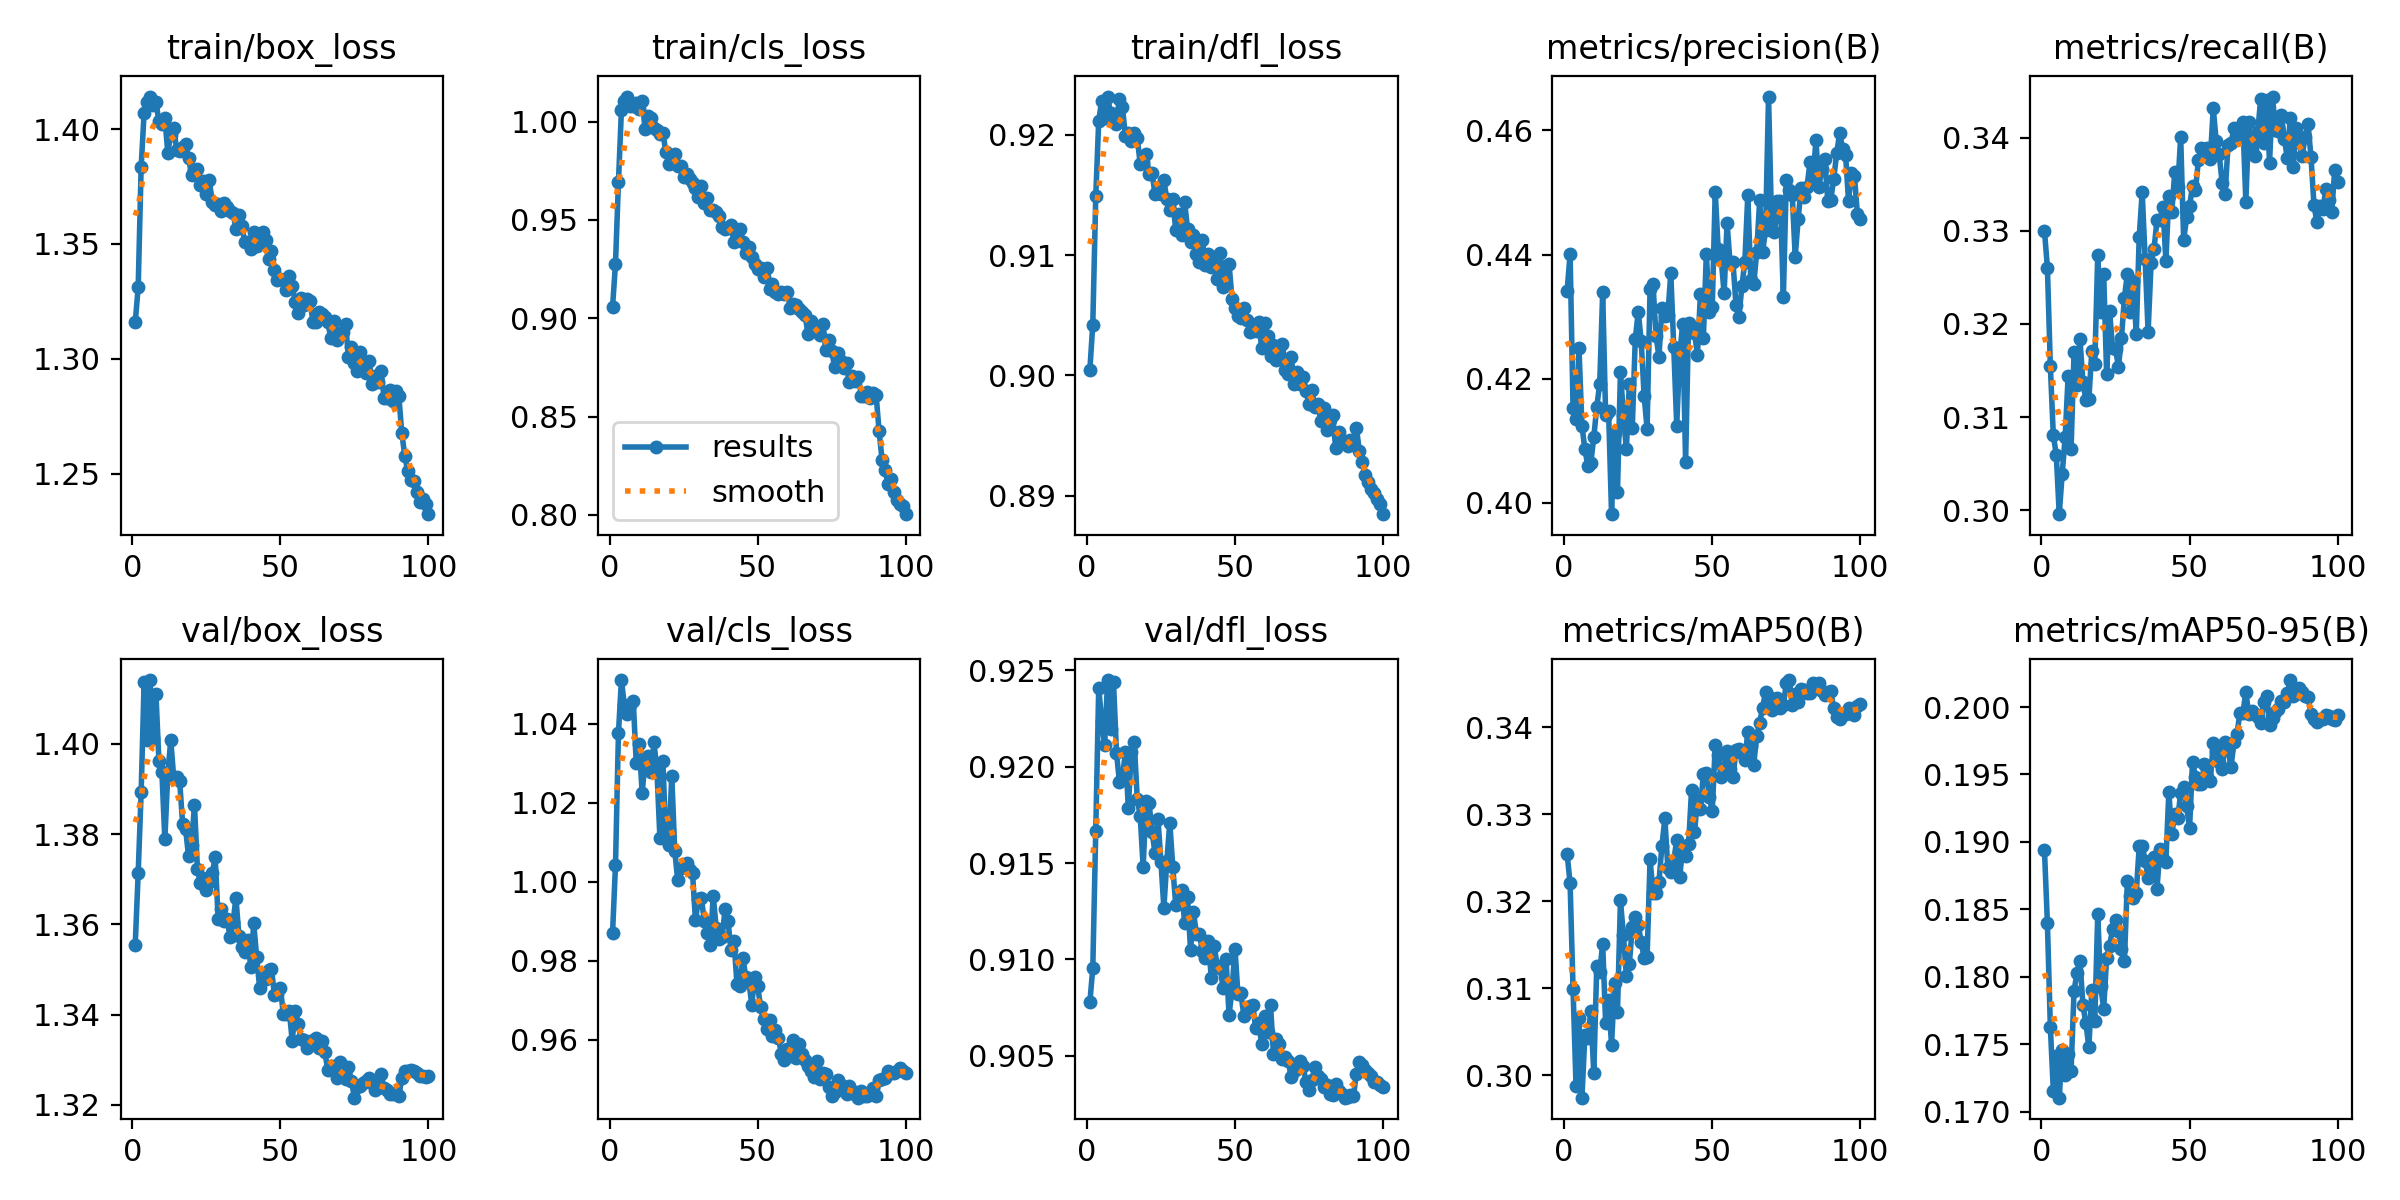 train/box_loss
1.40
1.35
1.30
1.25
0 50 100
train/cls_loss
1.00
0.95
0.90
0.85
0.80
results
smooth
0 50 100
train/dfl_loss
0.92
0.91
0.90
0.89
0 50 100
metrics/precision(B)
0.46
0.44
0.42
0.40
0 50 100
metrics/recall(B)
0.34
0.33
0.32
0.31
0.30
0 50 100
val/box_loss
1.40
1.38
1.36
1.34
1.32
0 50 100
val/cls_loss
1.04
1.02
1.00
0.98
0.96
0 50 100
val/dfl_loss
0.925
0.920
0.915
0.910
0.905
0 50 100
metrics/mAP50(B)
0.34
0.33
0.32
0.31
0.30
0 50 100
metrics/mAP50-95(B)
0.200
0.195
0.190
0.185
0.180
0.175
0.170
0 50 100